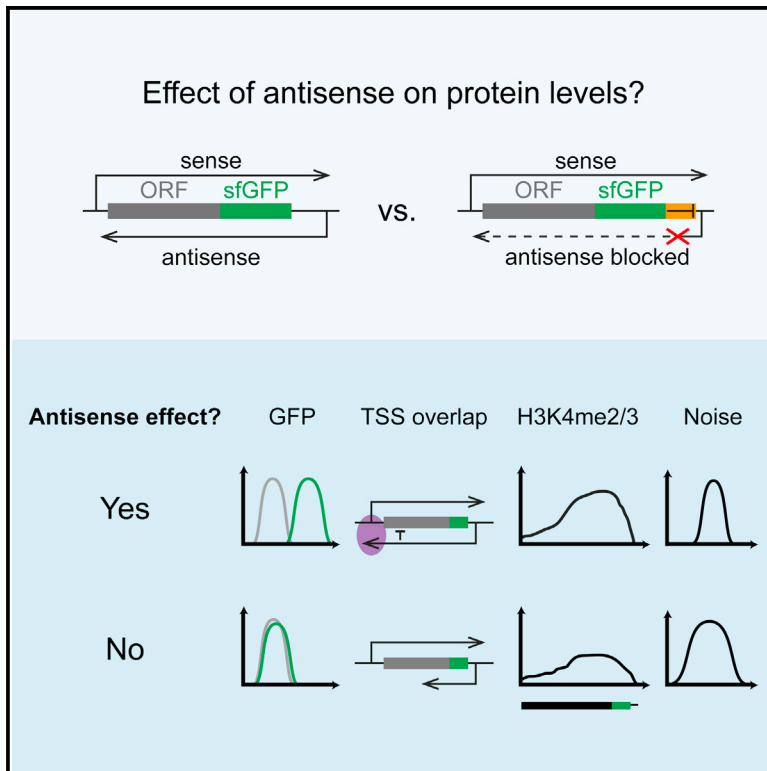 Effect of antisense on protein levels?
sense
ORF sfGFP
antisense
vs.
sense
ORF sfGFP
antisense blocked
Antisense effect? GFP TSS overlap H3K4me2/3 Noise
Yes
T
No